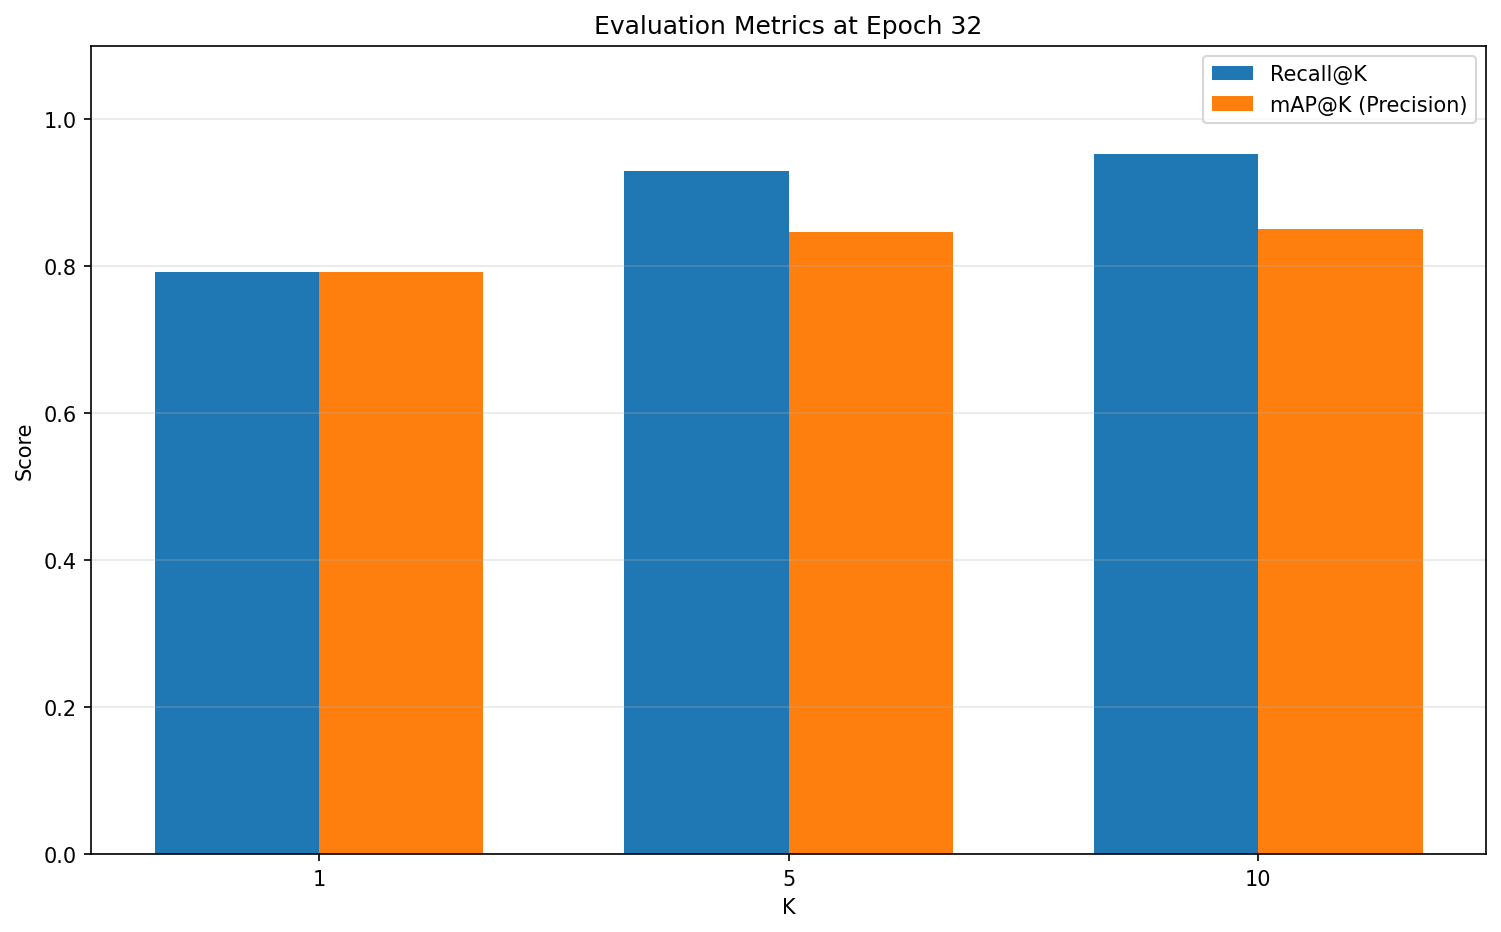 Evaluation Metrics at Epoch 32
Recall@K
mAP@K (Precision)
1.0
0.8
0.6
0.4
0.2
0.0
Score
1
5
10
K